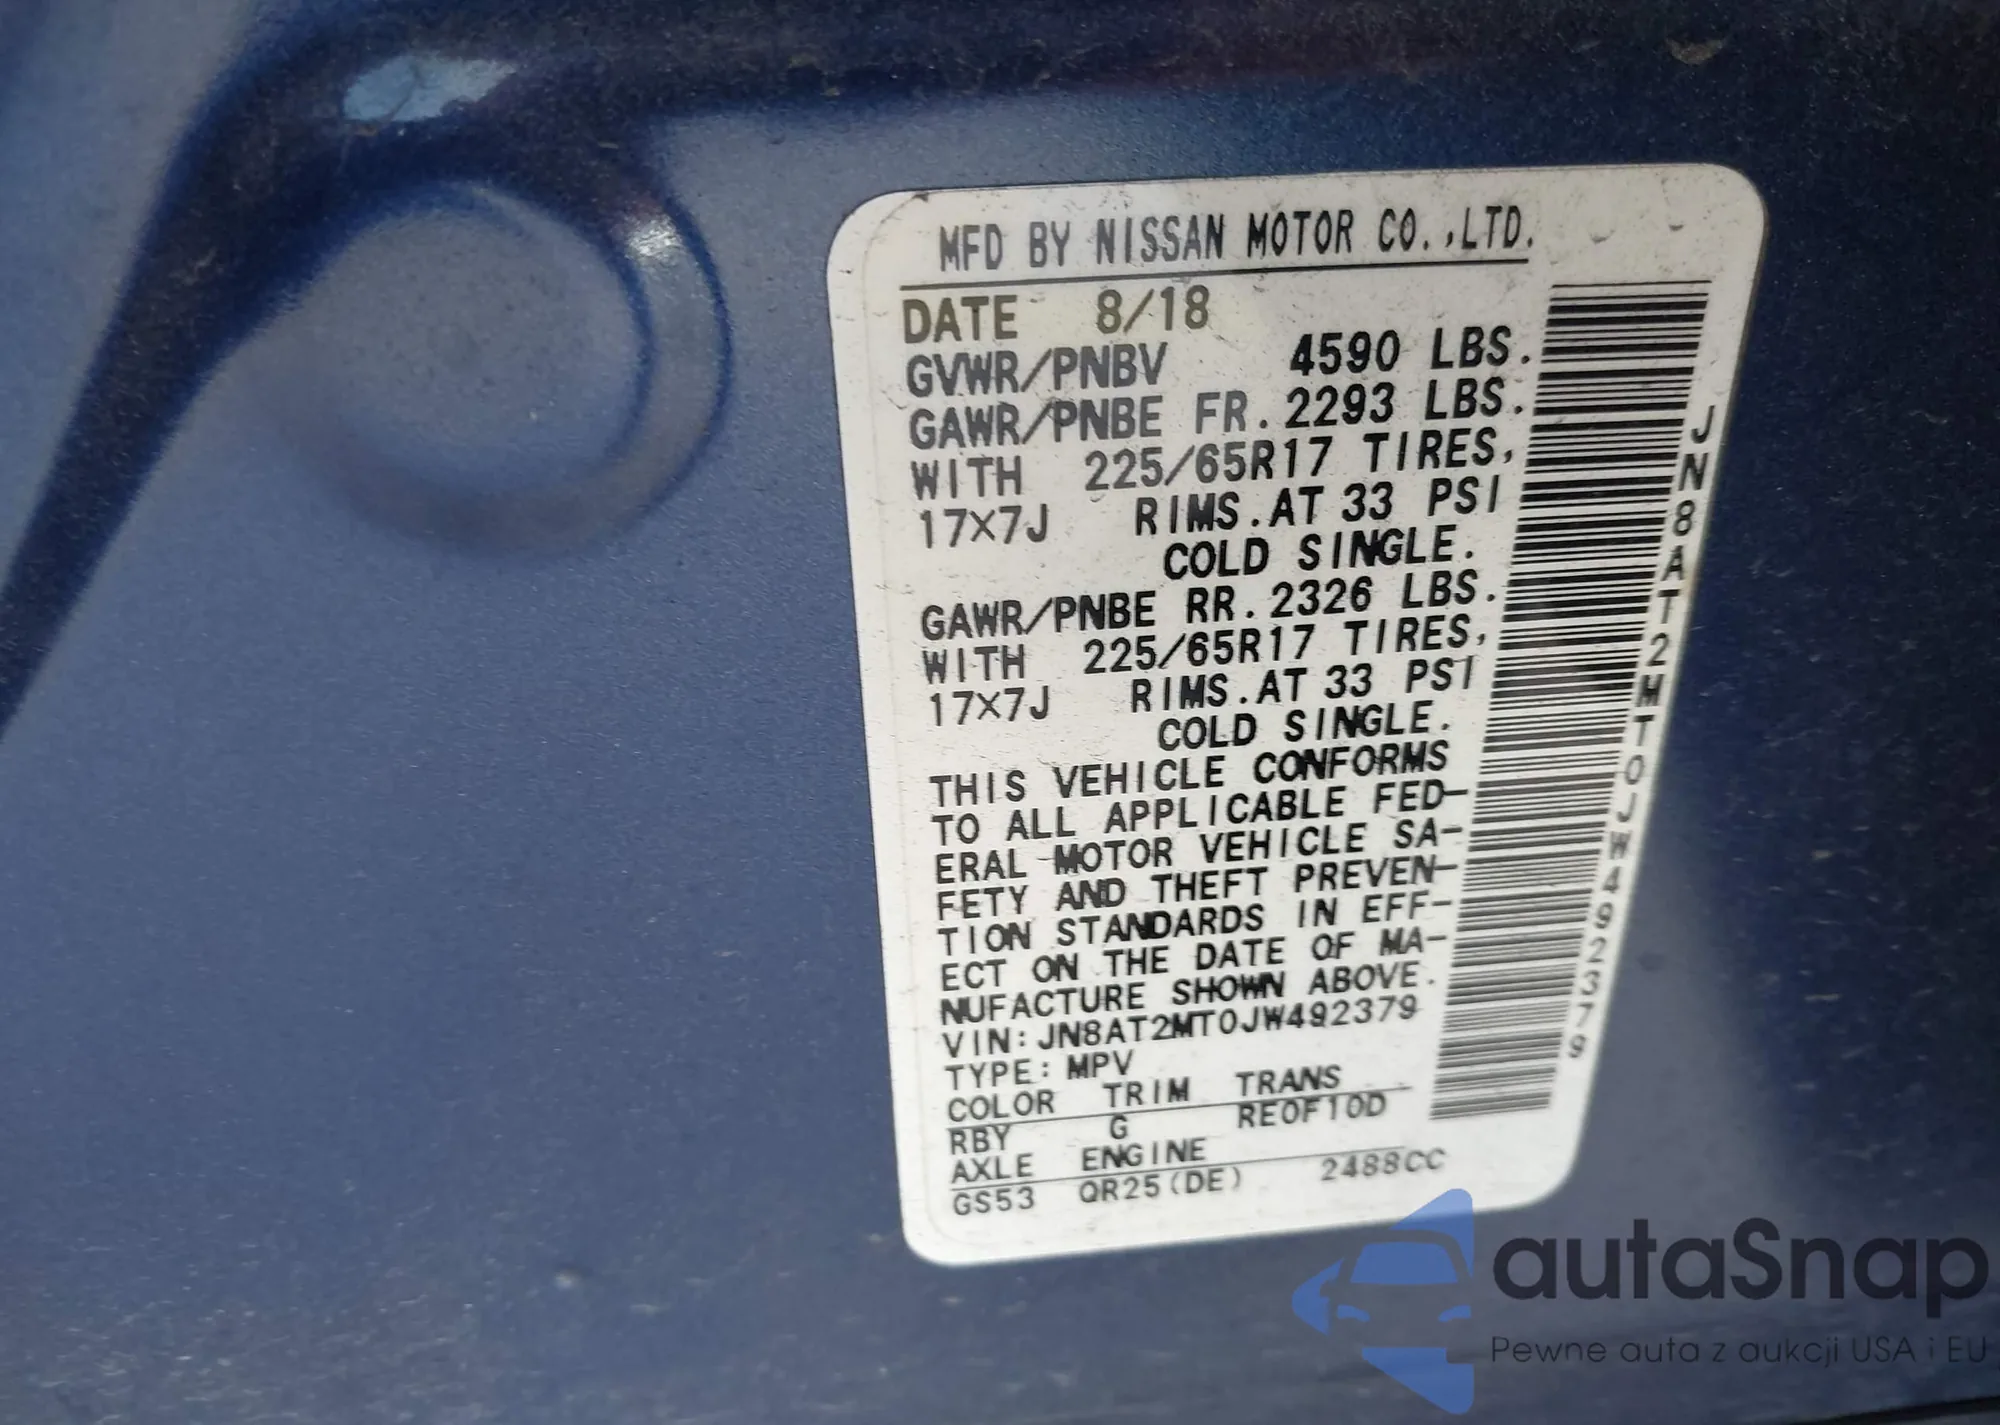 MFD BY NISSAN MOTOR CO.,LTD.
DATE 8/18
GVWR/PNBV 4590 LBS.
GAWR/PNBE FR. 2293 LBS.
WITH 225/65R17 TIRES,
17X7J RIMS. AT 33 PSI
COLD SINGLE.
GAWR/PNBE RR. 2326 LBS.
WITH 225/65R17 TIRES,
17X7J RIMS. AT 33 PSI
COLD SINGLE.
THIS VEHICLE CONFORMS
TO ALL APPLICABLE FED-
ERAL MOTOR VEHICLE SA-
FETY AND THEFT PREVEN-
TION STANDARDS IN EFF-
ECT ON THE DATE OF MA-
NUFACTURE SHOWN ABOVE.
VIN: JN8AT2MT0JW492379
TYPE: MPV
COLOR TRIM TRANS
RBY G RE0F10D
AXLE ENGINE
GS53 QR25(DE) 2488CC
JN8AT2MT0JW492379
autaSnap
Pewne auta z aukcji USA i EU